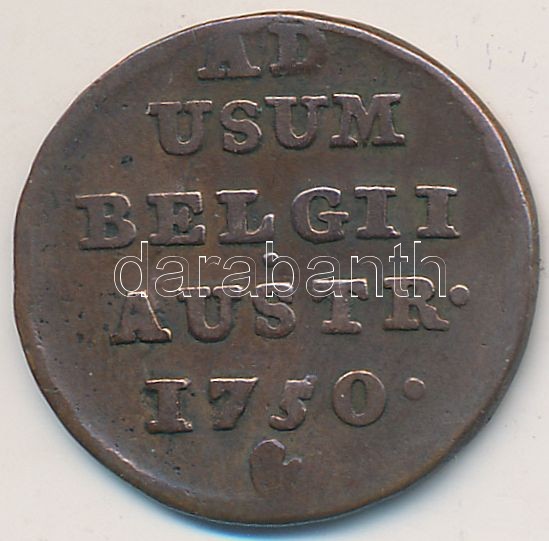 AD
USUM
BELGII
darabanth
AUSTR·
1750·